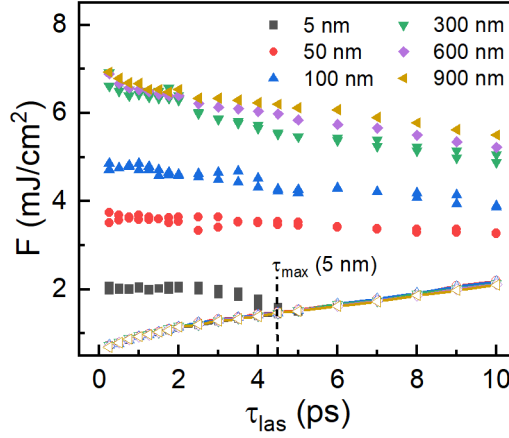 5 nm 300 nm
50 nm 600 nm
100 nm 900 nm
8
6
4
2
F (mJ/cm²)
τmax (5 nm)
0 2 4 6 8 10
τlas (ps)